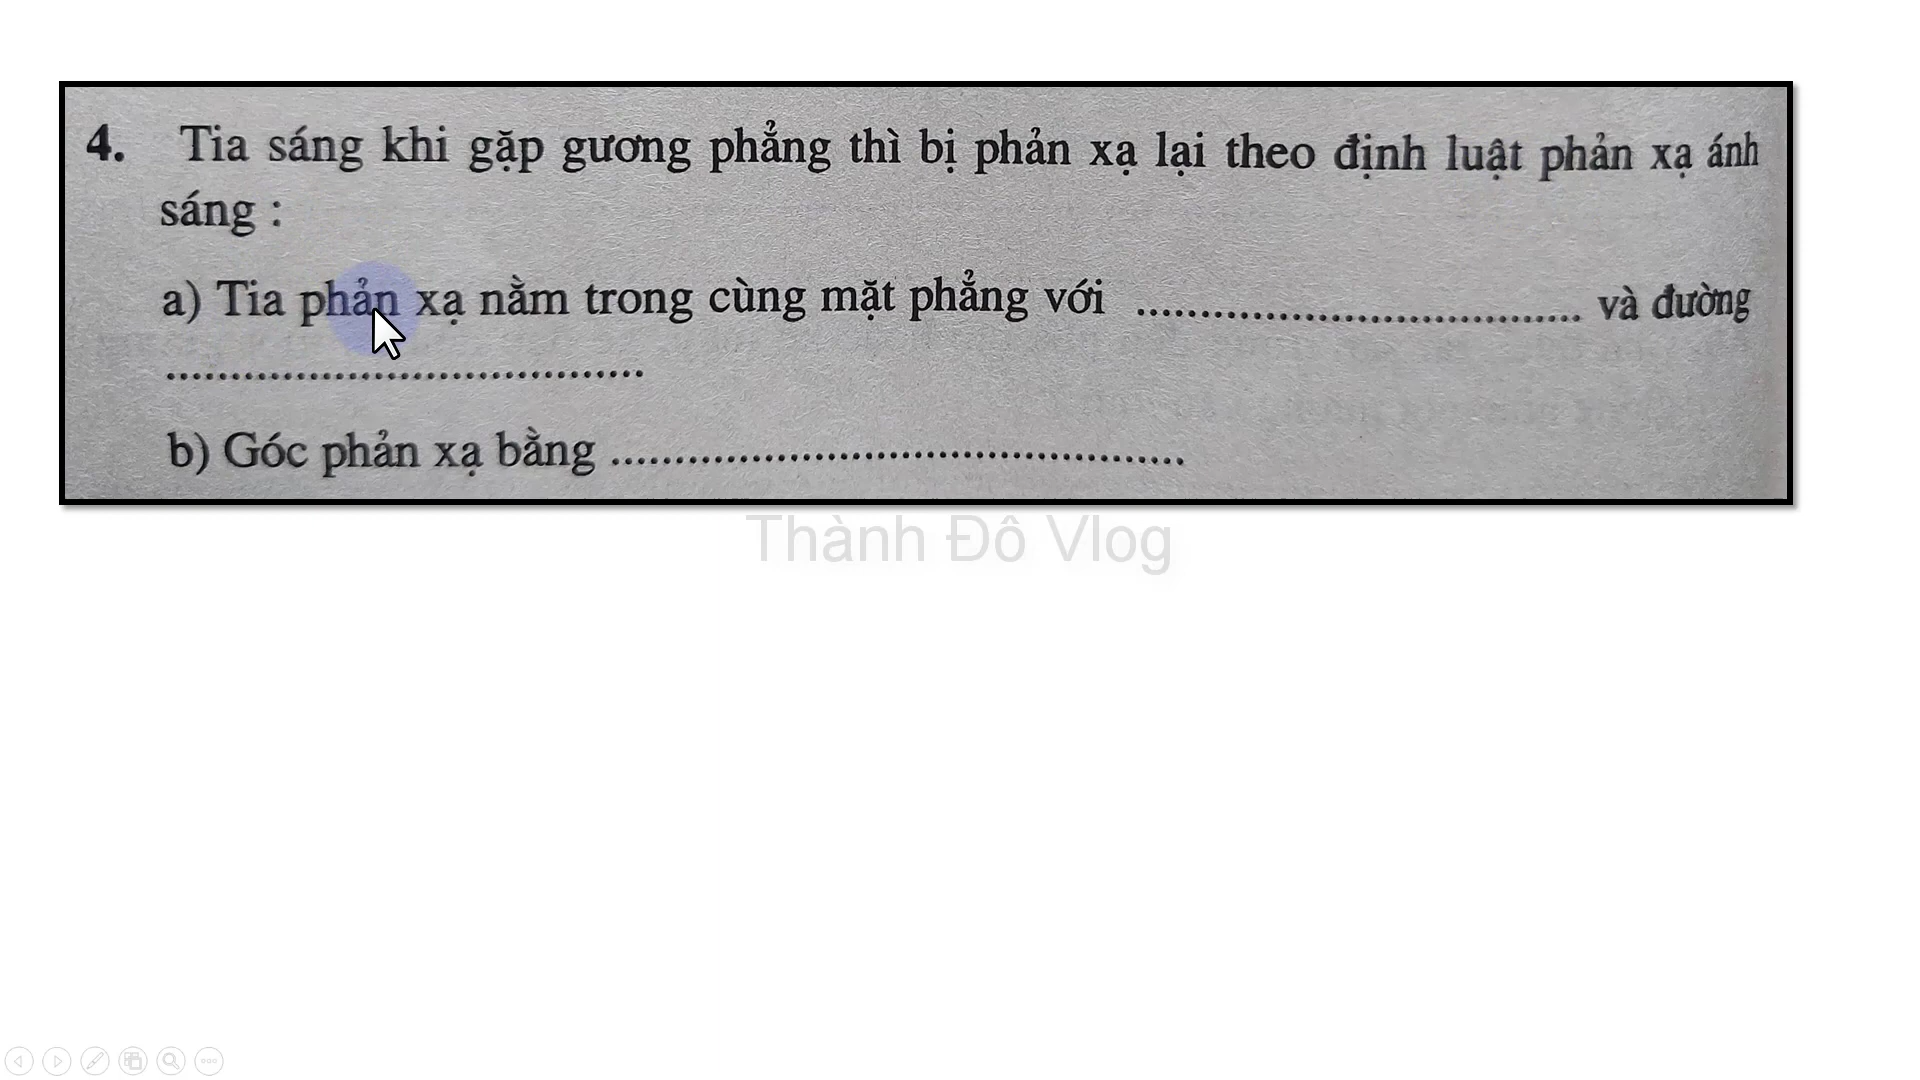 4. Tia sáng khi gặp gương phẳng thì bị phản xạ lại theo định luật phản xạ ánh
sáng :
a) Tia phản xạ nằm trong cùng mặt phẳng với .................................. và đường
.....................................
b) Góc phản xạ bằng ............................................
Thành Đô Vlog